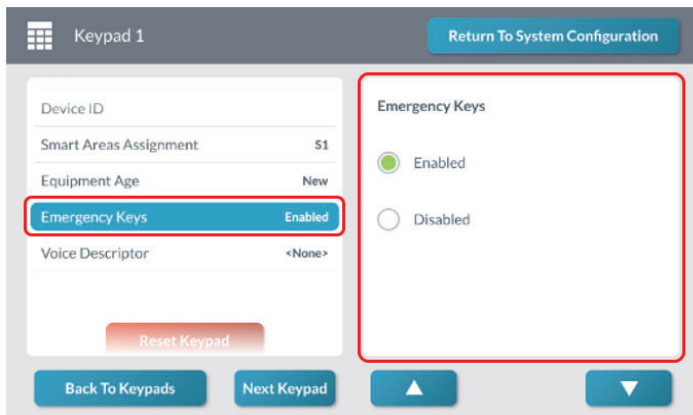 Keypad 1
Return To System Configuration
Device ID
Smart Areas Assignment S1
Equipment Age New
Emergency Keys Enabled
Voice Descriptor <None>
Reset Keypad
Emergency Keys
Enabled
Disabled
Back To Keypads
Next Keypad